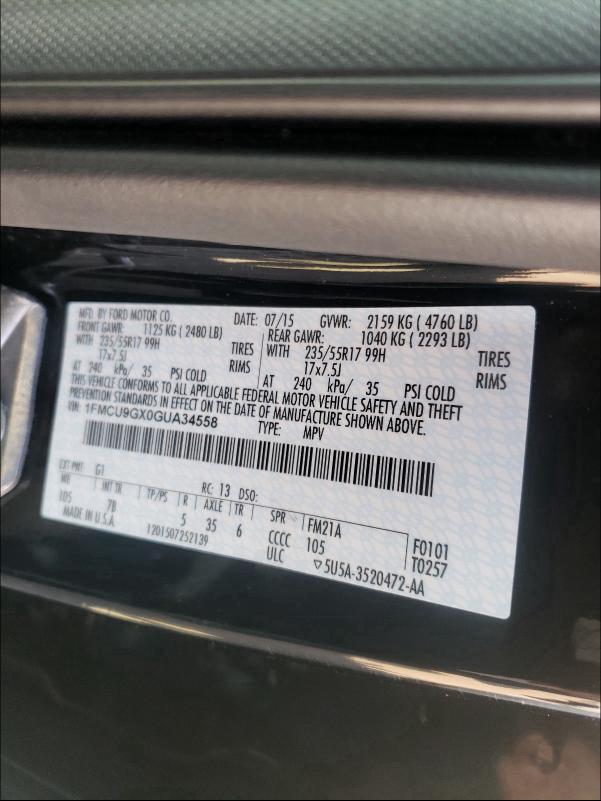 MFD. BY FORD MOTOR CO. DATE: 07/15 GVWR: 2159 KG ( 4760 LB)
FRONT GAWR: 1125 KG ( 2480 LB) REAR GAWR: 1040 KG ( 2293 LB)
WITH 235/55R17 99H TIRES WITH 235/55R17 99H TIRES
17x7.5J RIMS 17x7.5J RIMS
AT 240 kPa/ 35 PSI COLD AT 240 kPa/ 35 PSI COLD
THIS VEHICLE CONFORMS TO ALL APPLICABLE FEDERAL MOTOR VEHICLE SAFETY AND THEFT
PREVENTION STANDARDS IN EFFECT ON THE DATE OF MANUFACTURE SHOWN ABOVE.
VIN: 1FMCU9GX0GUA34558 TYPE: MPV
EXT PNT G1 RC: 13 DSO:
WB INT TR TP/PS R AXLE TR SPR FM21A F0101
105 7B 5 35 6 CCCC 105 T0257
MADE IN U.S.A. 1201507252139 ULC ▽5U5A-3520472-AA